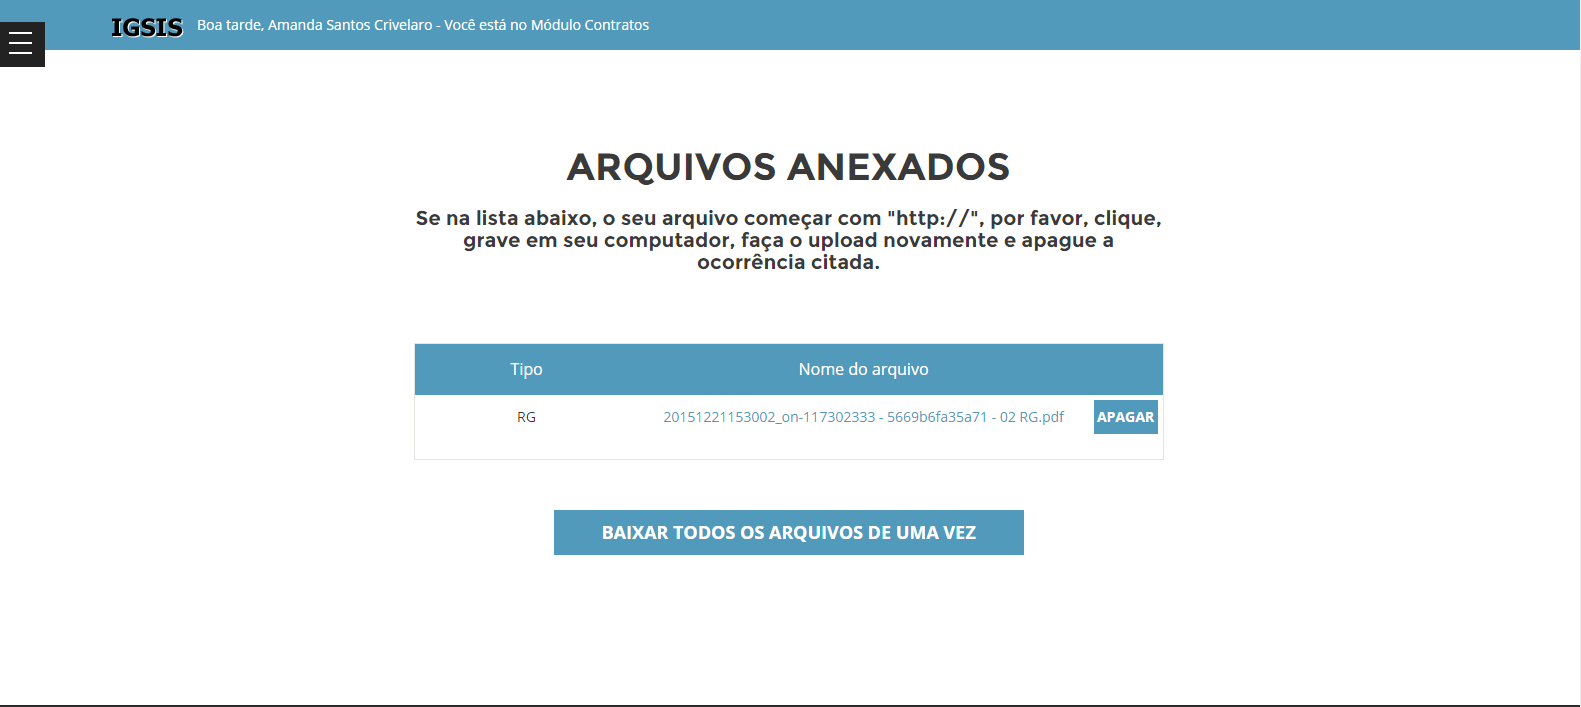 IGSIS Boa tarde, Amanda Santos Crivelaro - Você está no Módulo Contratos
ARQUIVOS ANEXADOS
Se na lista abaixo, o seu arquivo começar com "http://", por favor, clique,
grave em seu computador, faça o upload novamente e apague a
ocorrência citada.
Tipo Nome do arquivo
RG 20151221153002_on-117302333 - 5669b6fa35a71 - 02 RG.pdf APAGAR
BAIXAR TODOS OS ARQUIVOS DE UMA VEZ